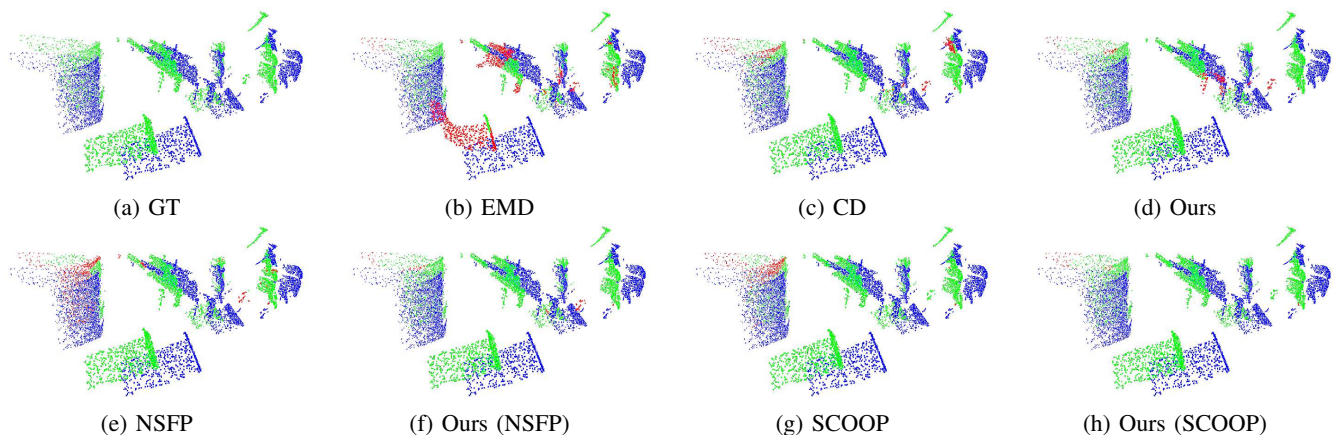 (a) GT
(b) EMD
(c) CD
(d) Ours
(e) NSFP
(f) Ours (NSFP)
(g) SCOOP
(h) Ours (SCOOP)